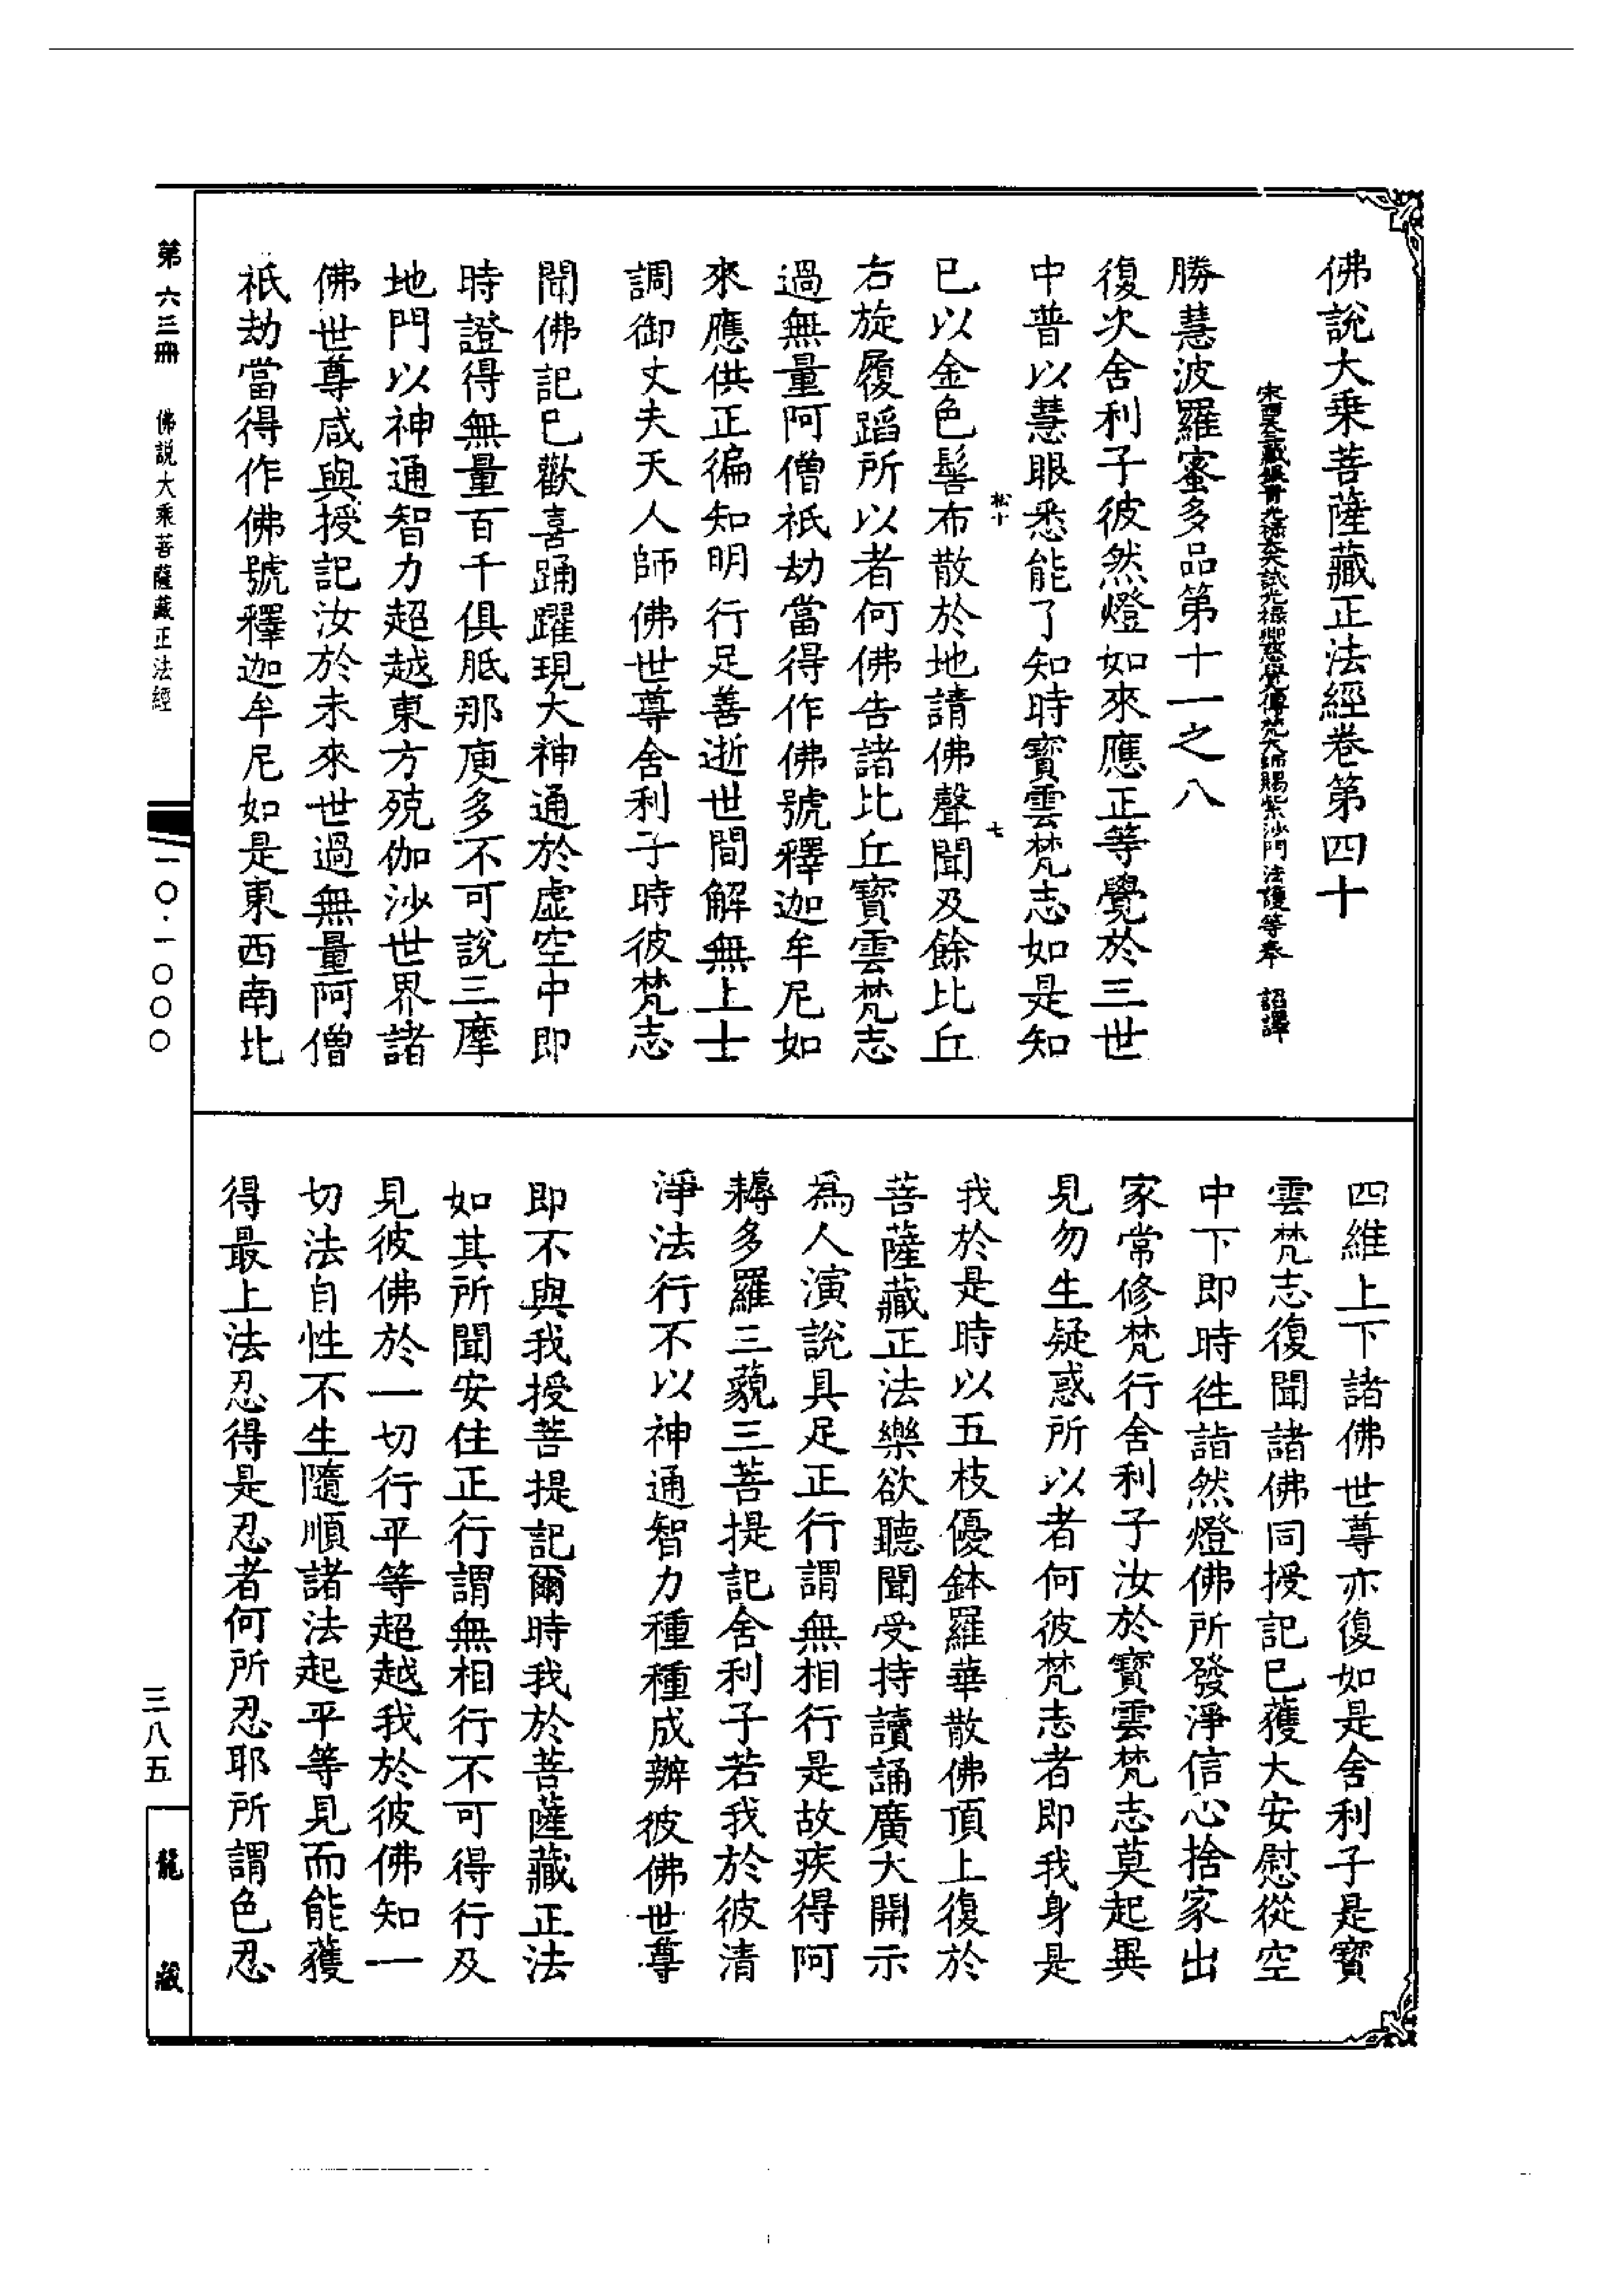 佛說大乘菩薩藏正法經卷第四十
宋西天三藏銀青光祿大夫試光祿卿慈覺傳梵大師賜紫沙門法護等奉 詔譯
勝慧波羅蜜多品第十一之八
復次舍利子彼然燈如來應正等覺於三世
中普以慧眼悉能了知時寶雲梵志如是知
松十 七
已以金色髻布散於地請佛聲聞及餘比丘
右旋履蹈所以者何佛告諸比丘寶雲梵志
過無量阿僧祇劫當得作佛號釋迦牟尼如
來應供正徧知明行足善逝世間解無上士
調御丈夫天人師佛世尊舍利子時彼梵志
聞佛記已歡喜踊躍現大神通於虛空中即
時證得無量百千俱胝那庾多不可說三摩
地門以神通智力超越東方殑伽沙世界諸
佛世尊咸與授記汝於未來世過無量阿僧
祇劫當得作佛號釋迦牟尼如是東西南北
四維上下諸佛世尊亦復如是舍利子是寶
雲梵志復聞諸佛同授記已獲大安慰從空
中下即時往詣然燈佛所發淨信心捨家出
家常修梵行舍利子汝於寶雲梵志莫起異
見勿生疑惑所以者何彼梵志者即我身是
我於是時以五枝優鉢羅華散佛頂上復於
菩薩藏正法樂欲聽聞受持讀誦廣大開示
為人演說具足正行謂無相行是故疾得阿
耨多羅三藐三菩提記舍利子若我於彼清
淨法行不以神通智力種種成辦彼佛世尊
即不與我授菩提記爾時我於菩薩藏正法
如其所聞安住正行謂無相行不可得行及
見彼佛於一切行平等超越我於彼佛知一
切法自性不生隨順諸法起平等見而能獲
得最上法忍得是忍者何所忍耶所謂色忍
第六三冊 佛說大乘菩薩藏正法經
一〇·一〇〇〇
三八五
龍藏